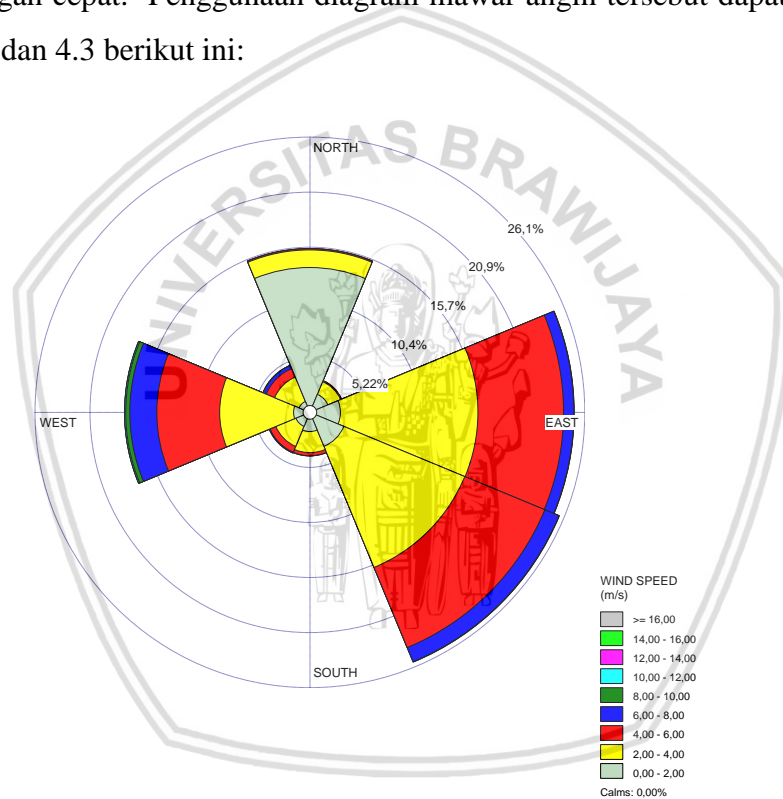 gan cepat. Penggunaan diagram mawar angin tersebut dapat
dan 4.3 berikut ini:
UNIVERSITAS BRAWIJAYA
NORTH
26,1%
20,9%
15,7%
10,4%
5,22%
WEST
EAST
SOUTH
WIND SPEED
(m/s)
>= 16,00
14,00 - 16,00
12,00 - 14,00
10,00 - 12,00
8,00 - 10,00
6,00 - 8,00
4,00 - 6,00
2,00 - 4,00
0,00 - 2,00
Calms: 0,00%